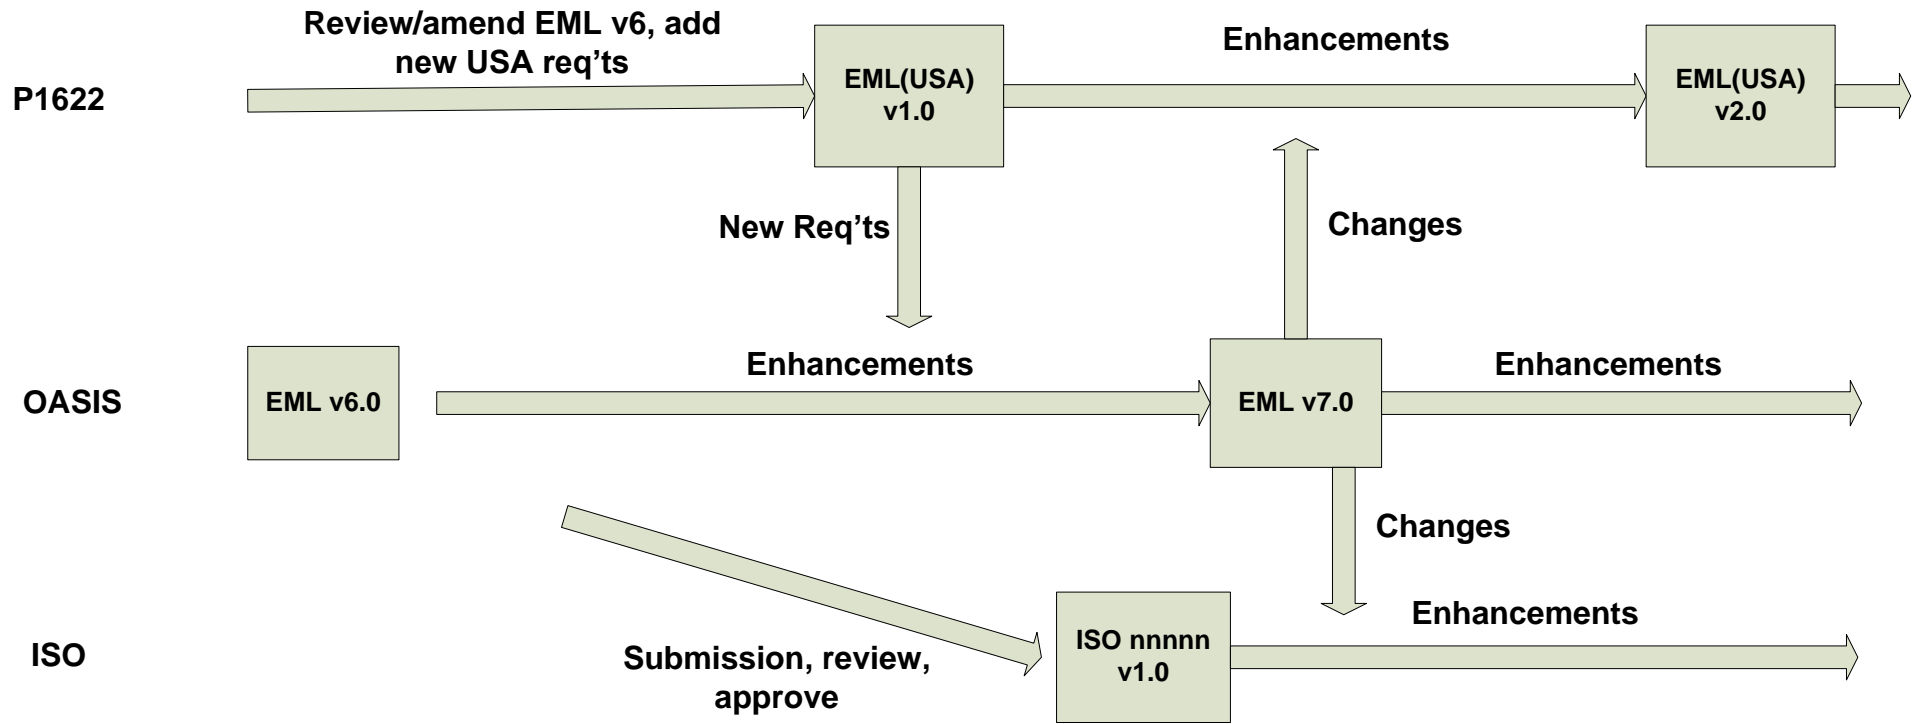 Review/amend EML v6, add
new USA req'ts
Enhancements
P1622
EML(USA)
v1.0
EML(USA)
v2.0
New Req’ts
Changes
Enhancements
Enhancements
OASIS
EML v6.0
EML v7.0
Changes
Enhancements
ISO
Submission, review,
approve
ISO nnnnn
v1.0